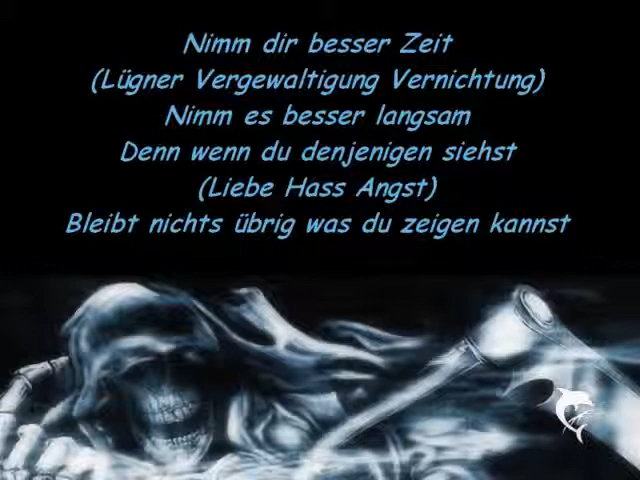 Nimm dir besser Zeit
(Lügner Vergewaltigung Vernichtung)
Nimm es besser langsam
Denn wenn du denjenigen siehst
(Liebe Hass Angst)
Bleibt nichts übrig was du zeigen kannst